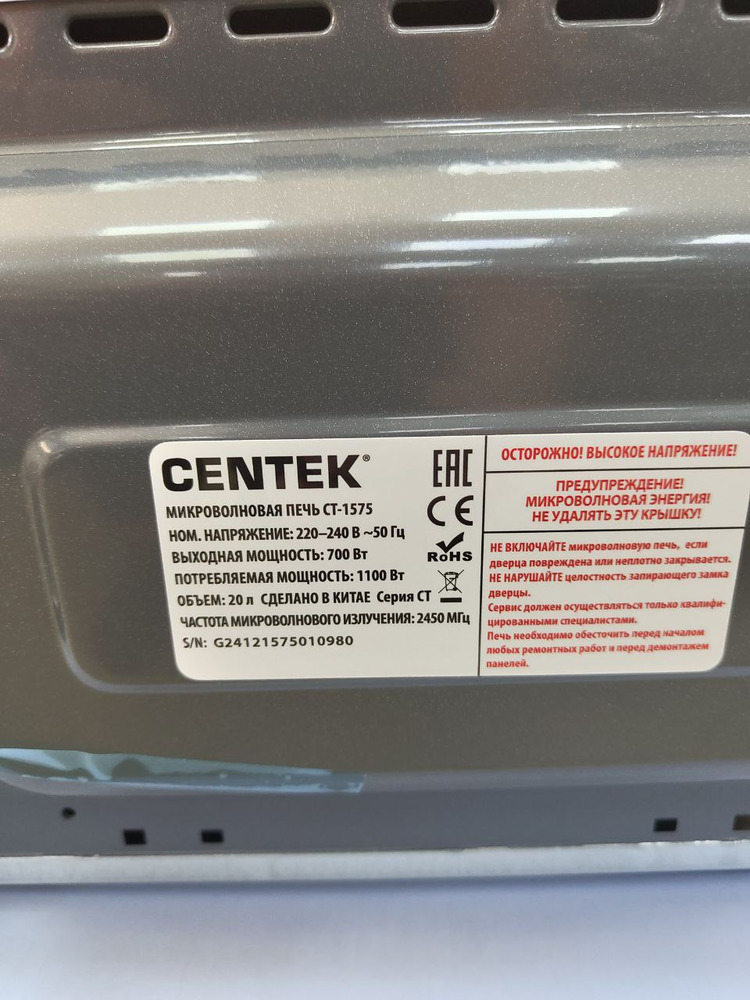 CENTEK®
МИКРОВОЛНОВАЯ ПЕЧЬ CT-1575
НОМ. НАПРЯЖЕНИЕ: 220–240 В ~50 Гц
ВЫХОДНАЯ МОЩНОСТЬ: 700 Вт
ПОТРЕБЛЯЕМАЯ МОЩНОСТЬ: 1100 Вт
ОБЪЕМ: 20 л СДЕЛАНО В КИТАЕ Серия СТ
ЧАСТОТА МИКРОВОЛНОВОГО ИЗЛУЧЕНИЯ: 2450 МГц
S/N: G24121575010980
EAC
CE
RoHS
ОСТОРОЖНО! ВЫСОКОЕ НАПРЯЖЕНИЕ!
ПРЕДУПРЕЖДЕНИЕ!
МИКРОВОЛНОВАЯ ЭНЕРГИЯ!
НЕ УДАЛЯТЬ ЭТУ КРЫШКУ!
НЕ ВКЛЮЧАЙТЕ микроволновую печь, если
дверца повреждена или неплотно закрывается.
НЕ НАРУШАЙТЕ целостность запирающего замка
дверцы.
Сервис должен осуществляться только квалифи-
цированными специалистами.
Печь необходимо обесточить перед началом
любых ремонтных работ и перед демонтажем
панелей.